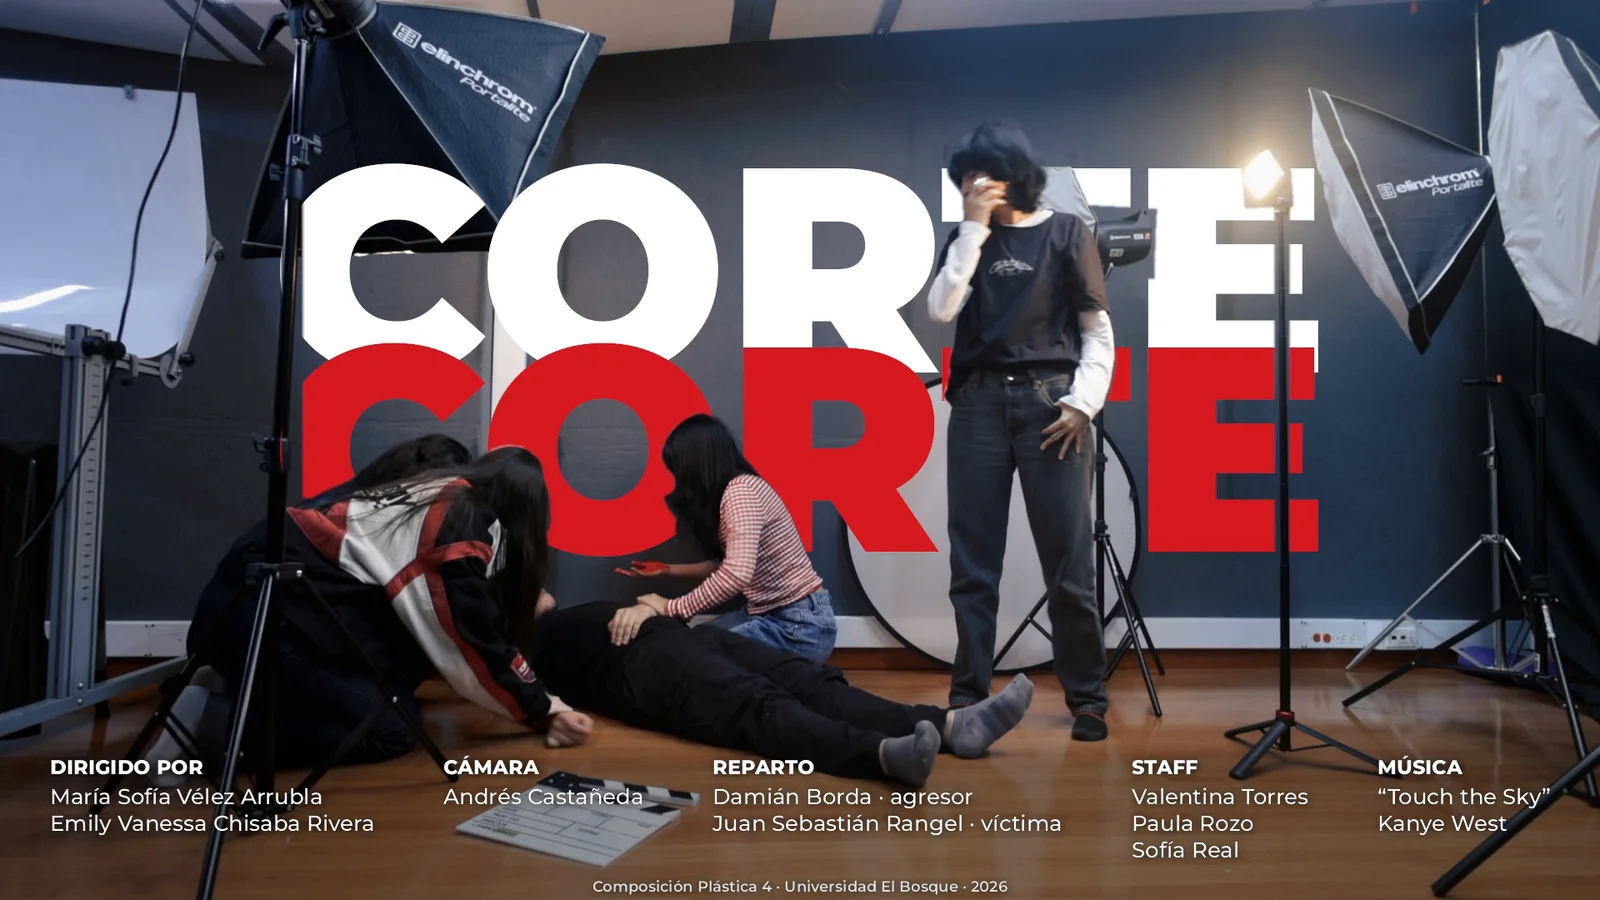 elinchrom
Portalite
elinchrom
Portalite
CORTE
CORTE
DIRIGIDO POR
María Sofía Vélez Arrubla
Emily Vanessa Chisaba Rivera
CÁMARA
Andrés Castañeda
REPARTO
Damián Borda · agresor
Juan Sebastián Rangel · víctima
STAFF
Valentina Torres
Paula Rozo
Sofía Real
MÚSICA
“Touch the Sky”
Kanye West
Composición Plástica 4 · Universidad El Bosque · 2026